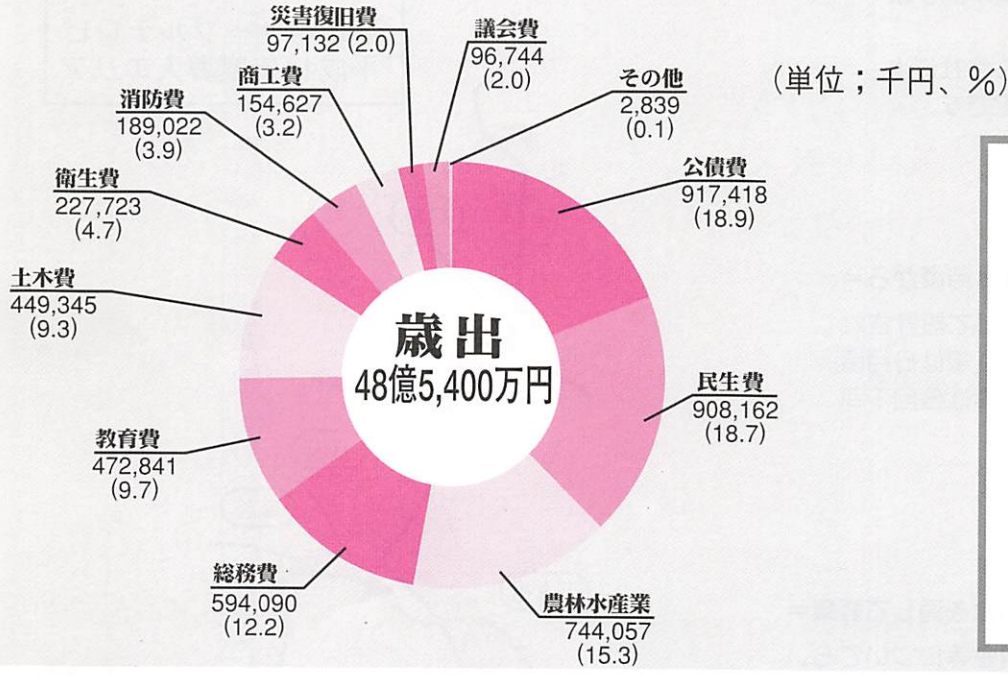 (単位;千円、%)
歳出
48億5,400万円
公債費
917,418
(18.9)
民生費
908,162
(18.7)
農林水産業
744,057
(15.3)
総務費
594,090
(12.2)
教育費
472,841
(9.7)
土木費
449,345
(9.3)
衛生費
227,723
(4.7)
消防費
189,022
(3.9)
商工費
154,627
(3.2)
災害復旧費
97,132 (2.0)
議会費
96,744
(2.0)
その他
2,839
(0.1)